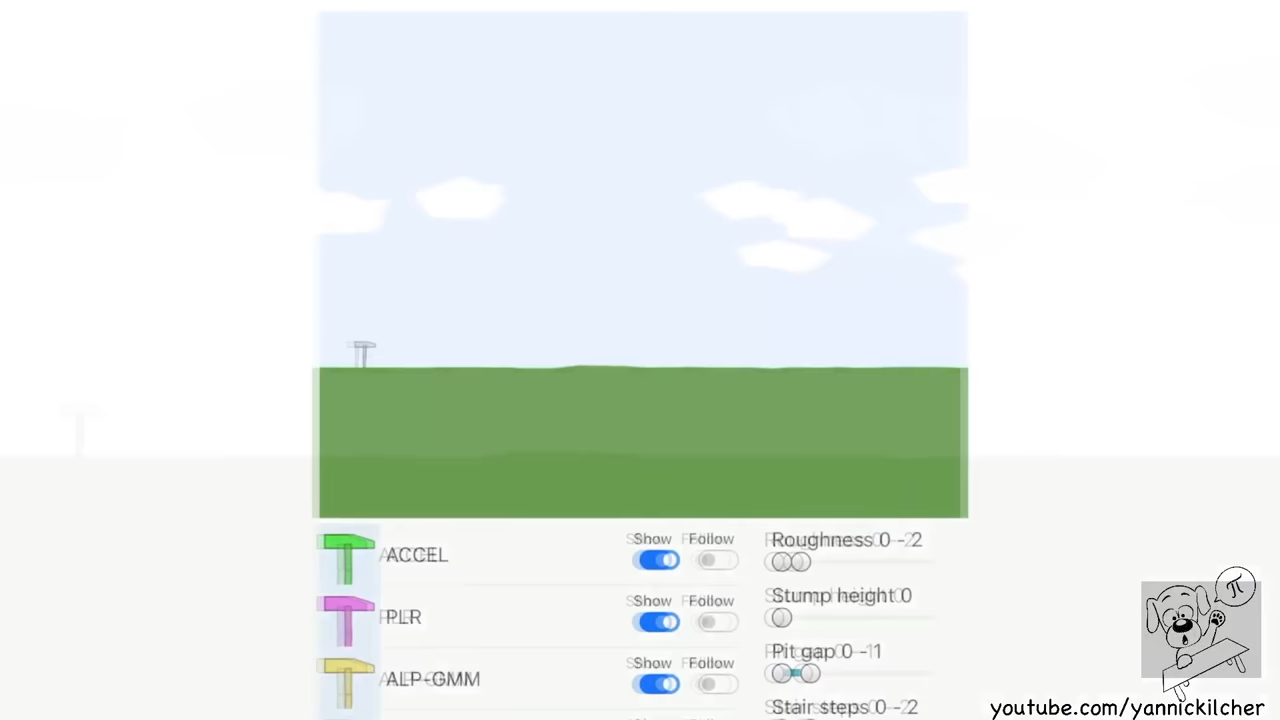 Show Follow
ACCEL
Roughness 0 - 2
Show Follow
PLR
Stump height 0
Show Follow
ALP-GMM
Pit gap 0 - 1
Stair steps 0 - 2
π
youtube.com/yannickilcher